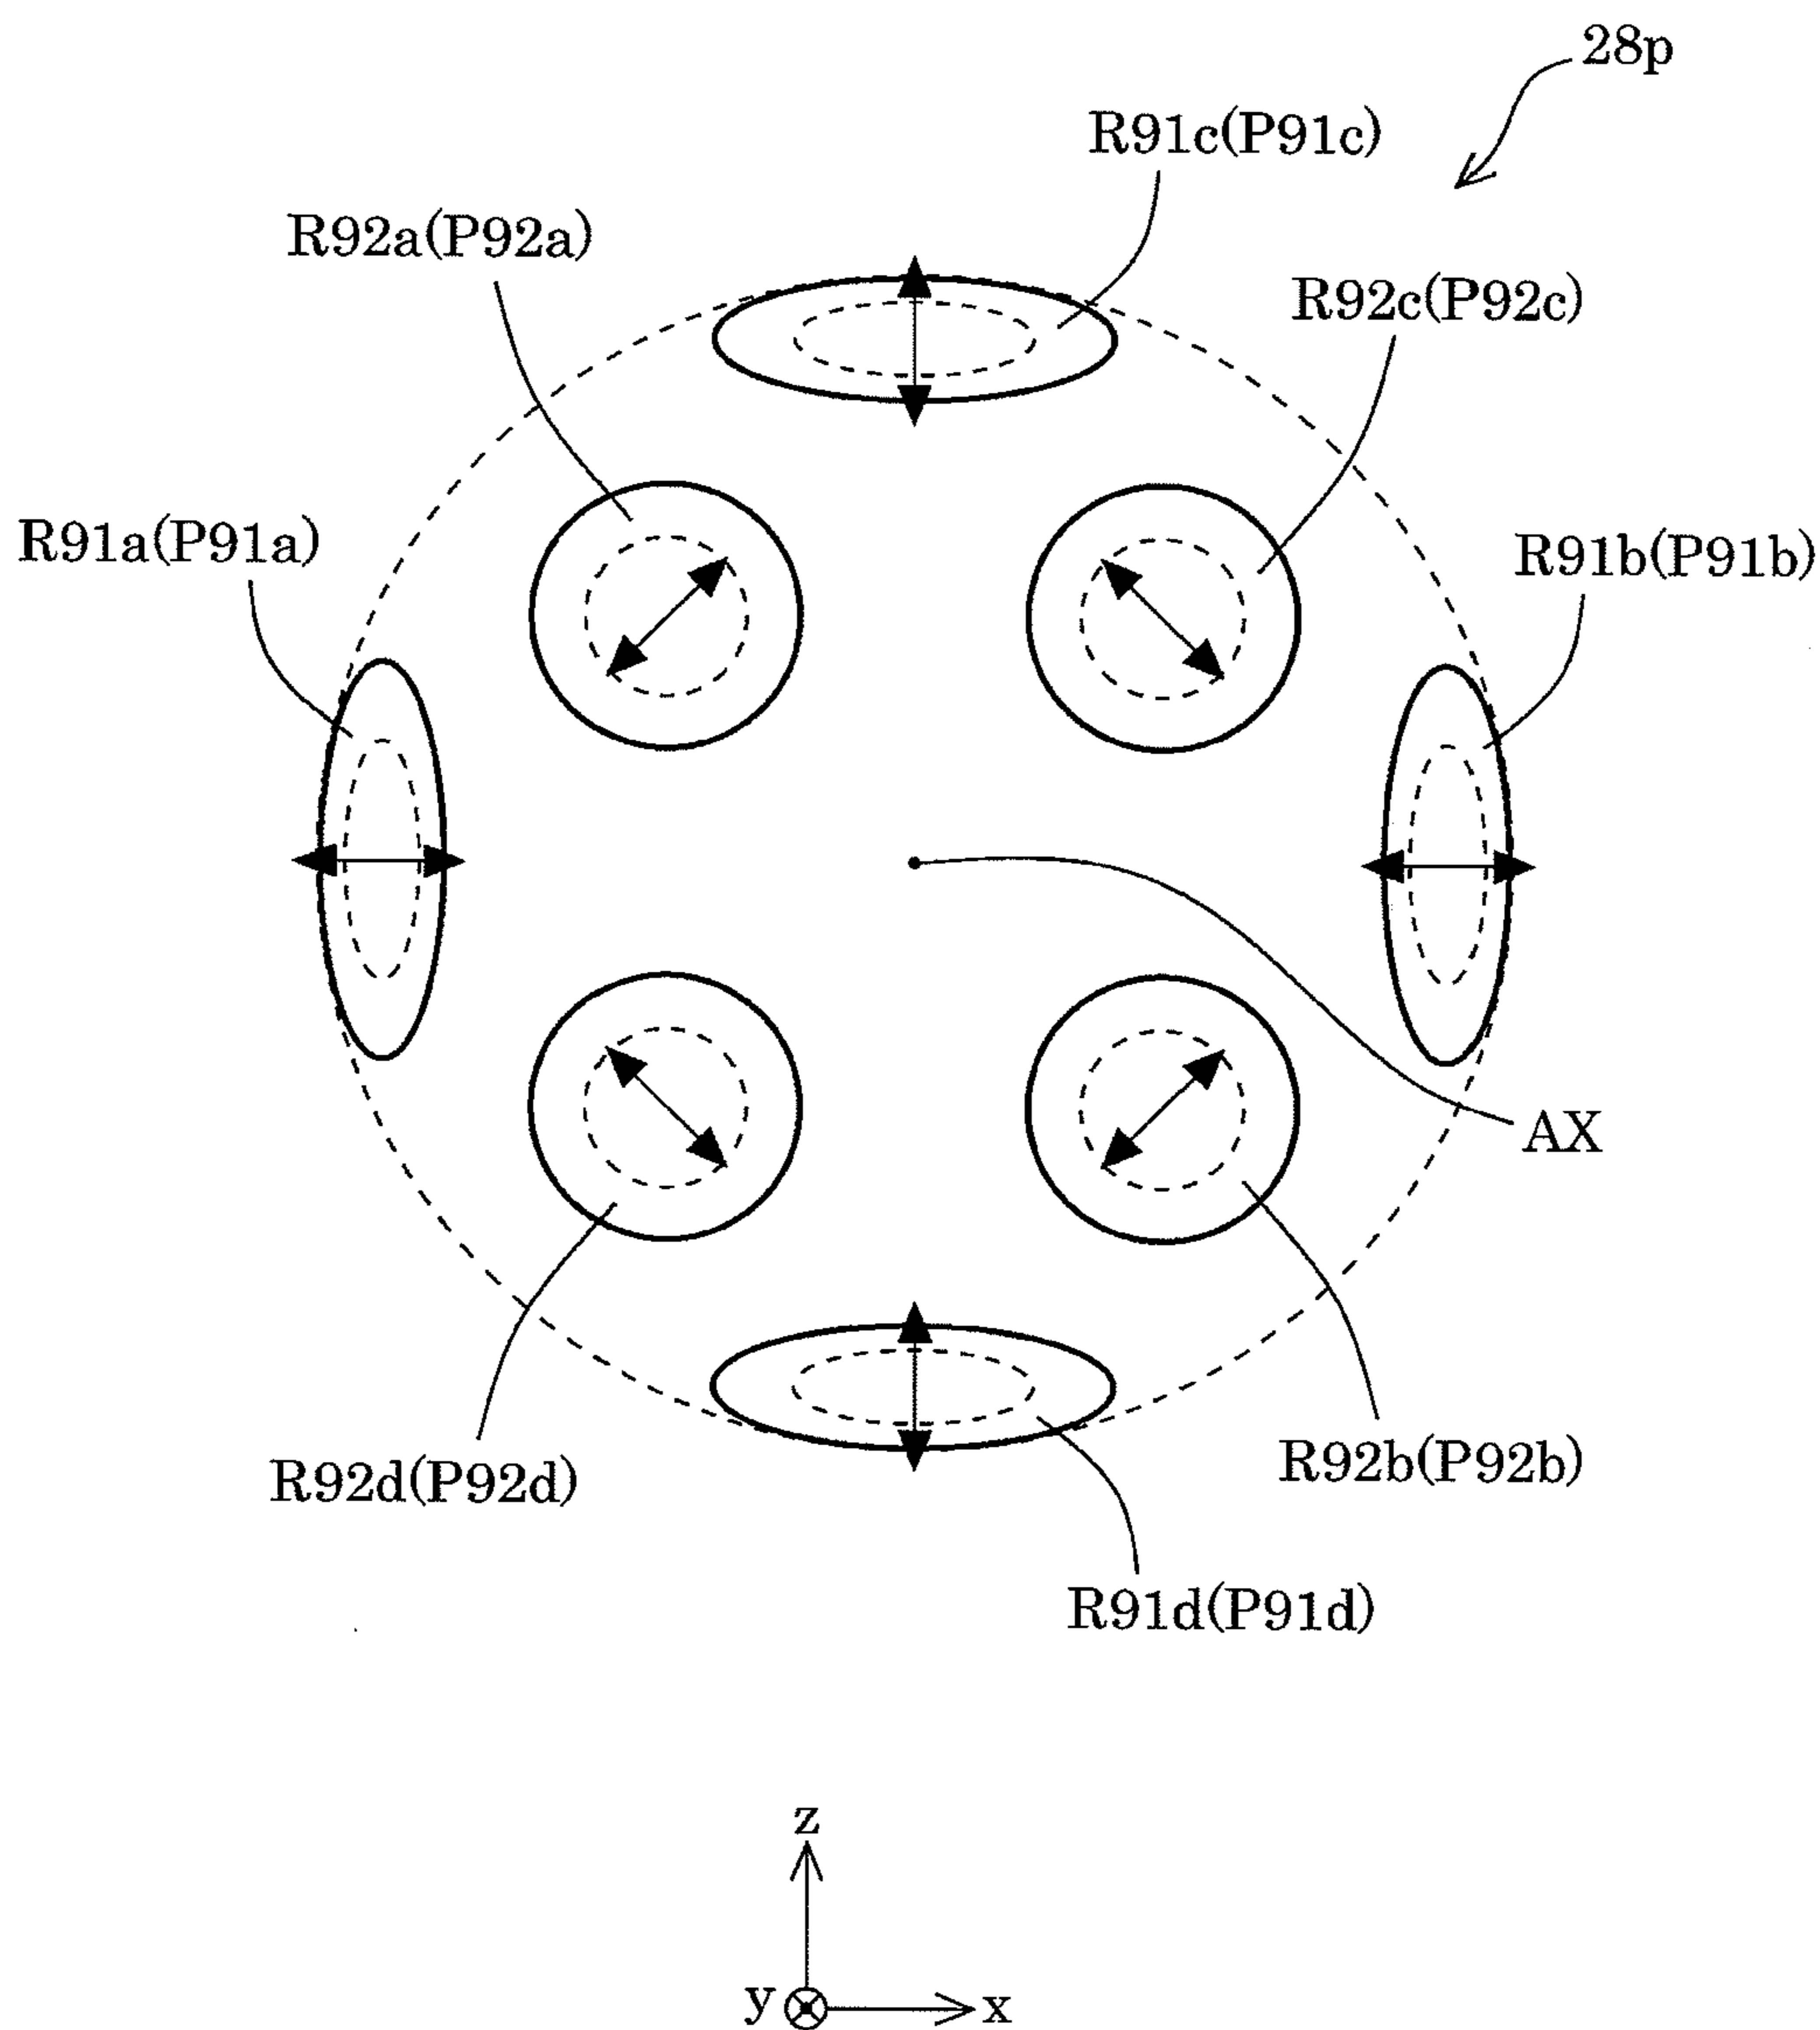 28p
R91c(P91c)
R92a(P92a)
R92c(P92c)
R91a(P91a)
R91b(P91b)
AX
R92b(P92b)
R92d(P92d)
R91d(P91d)
z
y
x